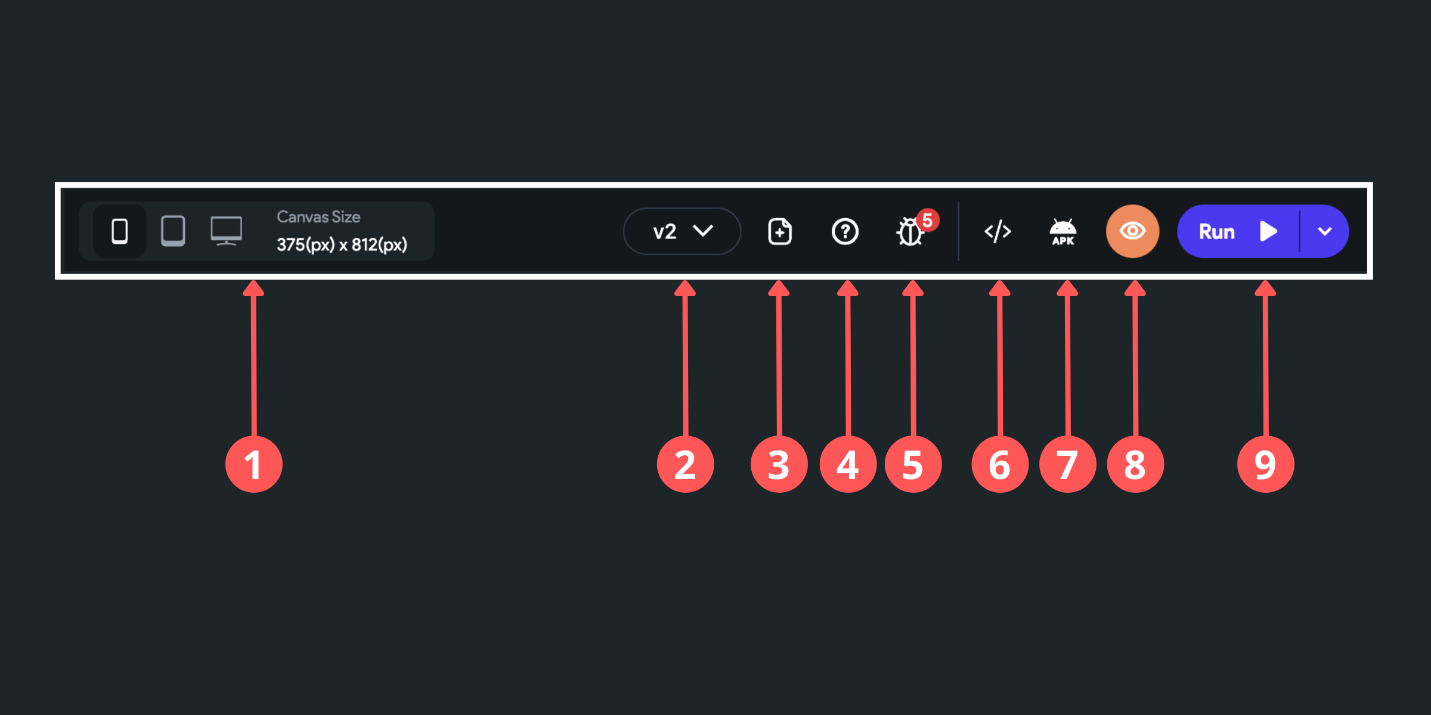 Canvas Size
375(px) x 812(px)
v2
?
5
</>
APK
Run
1
2
3
4
5
6
7
8
9